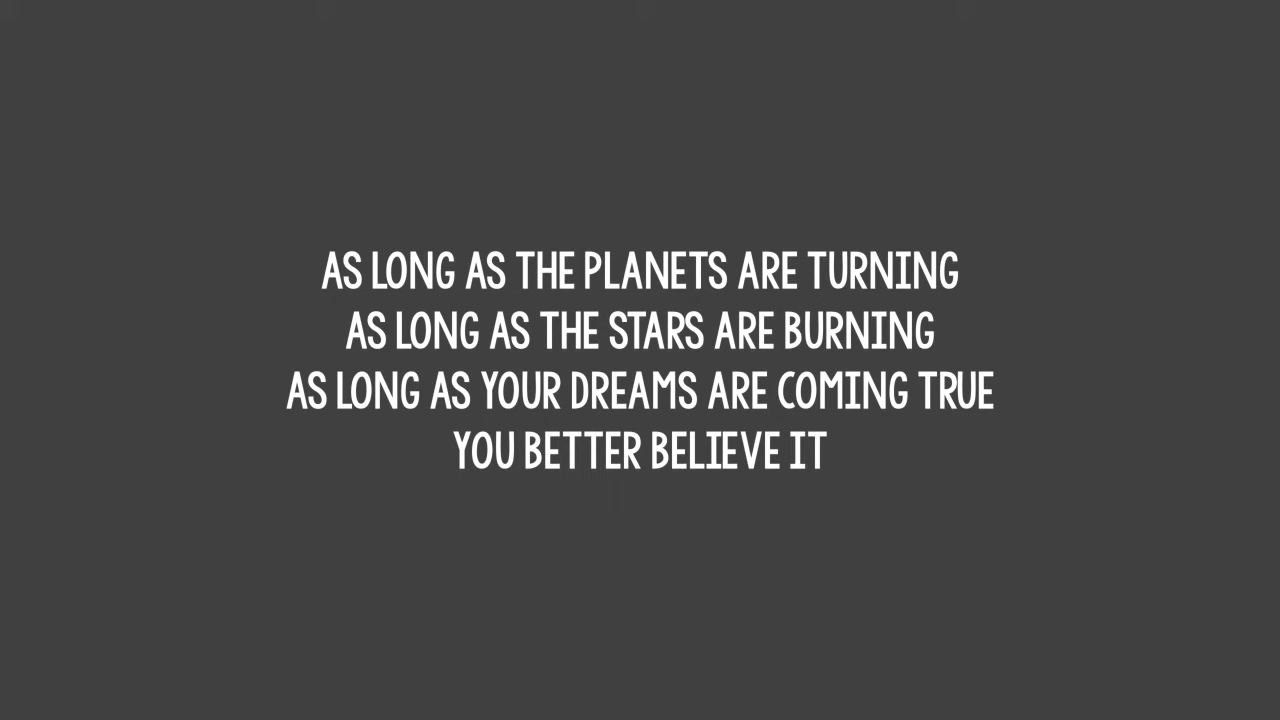 AS LONG AS THE PLANETS ARE TURNING
AS LONG AS THE STARS ARE BURNING
AS LONG AS YOUR DREAMS ARE COMING TRUE
YOU BETTER BELIEVE IT